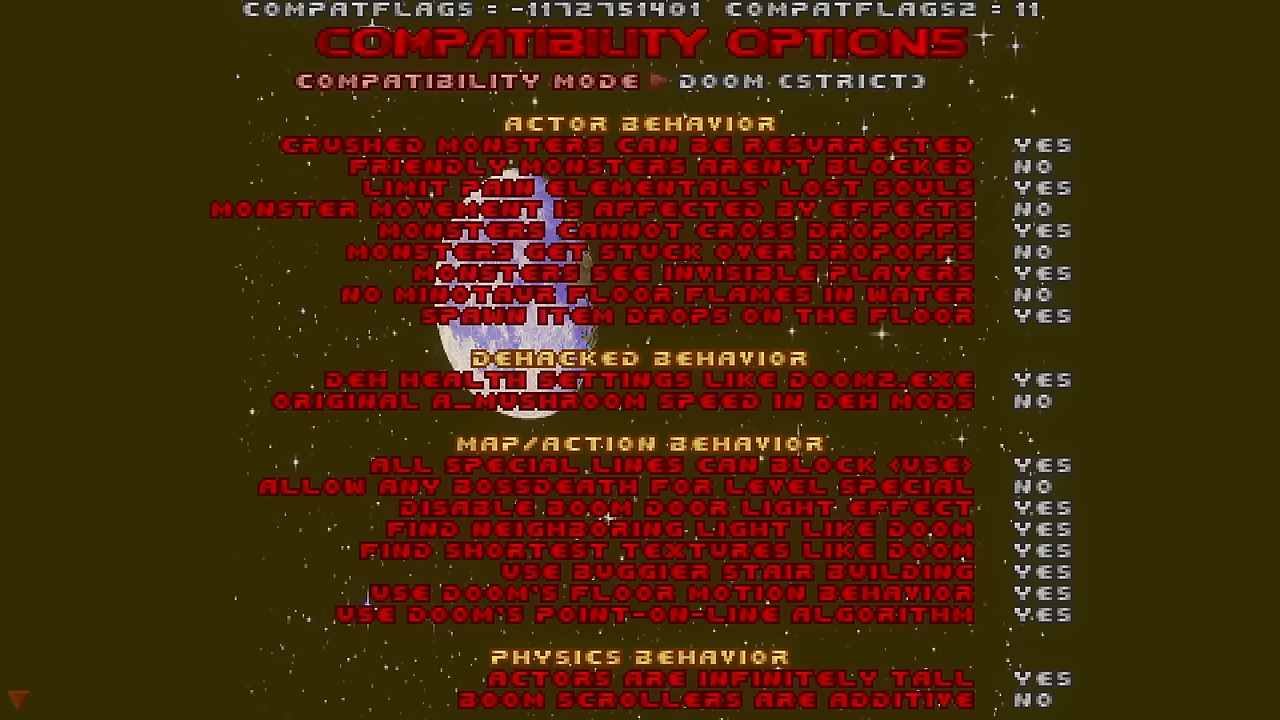 COMPATFLAGS = -1172751401 COMPATFLAGS2 = 11
COMPATIBILITY OPTIONS
COMPATIBILITY MODE DOOM (STRICT)
ACTOR BEHAVIOR
CRUSHED MONSTERS CAN BE RESURRECTED YES
FRIENDLY MONSTERS AREN'T BLOCKED NO
LIMIT PAIN ELEMENTALS' LOST SOULS YES
MONSTER MOVEMENT IS AFFECTED BY EFFECTS NO
MONSTERS CANNOT CROSS DROPOFFS YES
MONSTERS GET STUCK OVER DROPOFFS NO
MONSTERS SEE INVISIBLE PLAYERS YES
NO MINOTAUR FLOOR FLAMES IN WATER NO
SPAWN ITEM DROPS ON THE FLOOR YES
DEHACKED BEHAVIOR
DEH HEALTH SETTINGS LIKE DOOM2.EXE YES
ORIGINAL A_MUSHROOM SPEED IN DEH MODS NO
MAP/ACTION BEHAVIOR
ALL SPECIAL LINES CAN BLOCK <USE> YES
ALLOW ANY BOSSDEATH FOR LEVEL SPECIAL NO
DISABLE BOOM DOOR LIGHT EFFECT YES
FIND NEIGHBORING LIGHT LIKE DOOM YES
FIND SHORTEST TEXTURES LIKE DOOM YES
USE BUGGIER STAIR BUILDING YES
USE DOOM'S FLOOR MOTION BEHAVIOR YES
USE DOOM'S POINT-ON-LINE ALGORITHM YES
PHYSICS BEHAVIOR
ACTORS ARE INFINITELY TALL YES
BOOM SCROLLERS ARE ADDITIVE NO